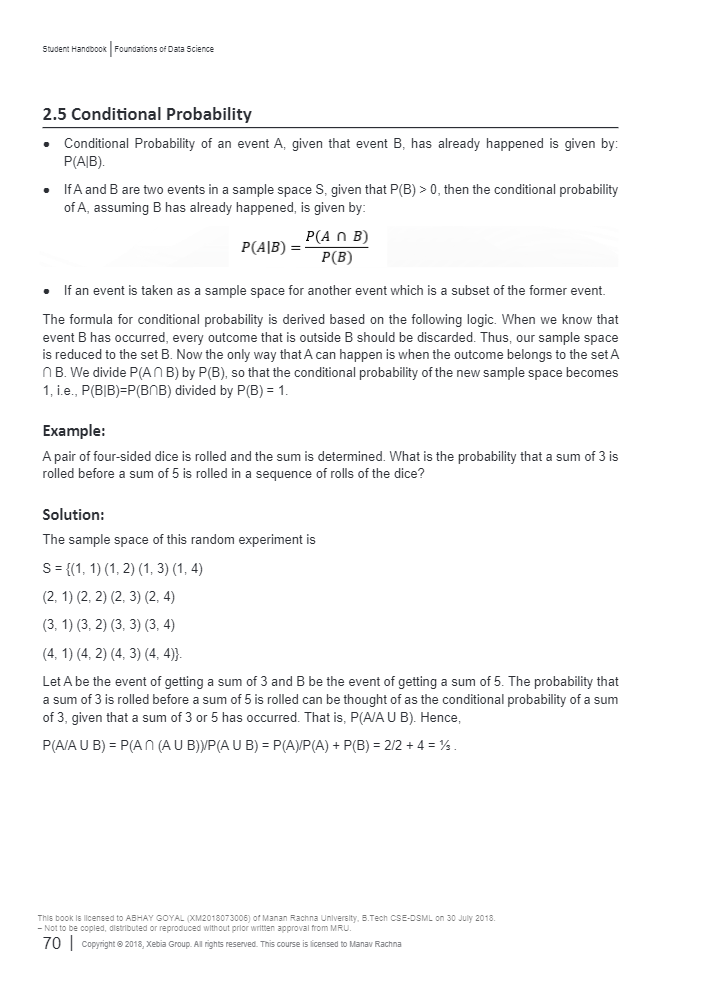 Student Handbook | Foundations of Data Science
2.5 Conditional Probability
• Conditional Probability of an event A, given that event B, has already happened is given by:
P(A|B).
• If A and B are two events in a sample space S, given that P(B) > 0, then the conditional probability
of A, assuming B has already happened, is given by:
P(A|B) = P(A ∩ B) / P(B)
• If an event is taken as a sample space for another event which is a subset of the former event.
The formula for conditional probability is derived based on the following logic. When we know that
event B has occurred, every outcome that is outside B should be discarded. Thus, our sample space
is reduced to the set B. Now the only way that A can happen is when the outcome belongs to the set A
∩ B. We divide P(A ∩ B) by P(B), so that the conditional probability of the new sample space becomes
1, i.e., P(B|B)=P(B∩B) divided by P(B) = 1.
Example:
A pair of four-sided dice is rolled and the sum is determined. What is the probability that a sum of 3 is
rolled before a sum of 5 is rolled in a sequence of rolls of the dice?
Solution:
The sample space of this random experiment is
S = {(1, 1) (1, 2) (1, 3) (1, 4)
(2, 1) (2, 2) (2, 3) (2, 4)
(3, 1) (3, 2) (3, 3) (3, 4)
(4, 1) (4, 2) (4, 3) (4, 4)}.
Let A be the event of getting a sum of 3 and B be the event of getting a sum of 5. The probability that
a sum of 3 is rolled before a sum of 5 is rolled can be thought of as the conditional probability of a sum
of 3, given that a sum of 3 or 5 has occurred. That is, P(A/A U B). Hence,
P(A/A U B) = P(A ∩ (A U B))/P(A U B) = P(A)/P(A) + P(B) = 2/2 + 4 = ⅓ .
This book is licensed to ABHAY GOYAL (XM2018073006) of Manan Rachna University, B.Tech CSE-DSML on 30 July 2018.
– Not to be copied, distributed or reproduced without prior written approval from MRU.
70 | Copyright © 2018, Xebia Group. All rights reserved. This course is licensed to Manav Rachna